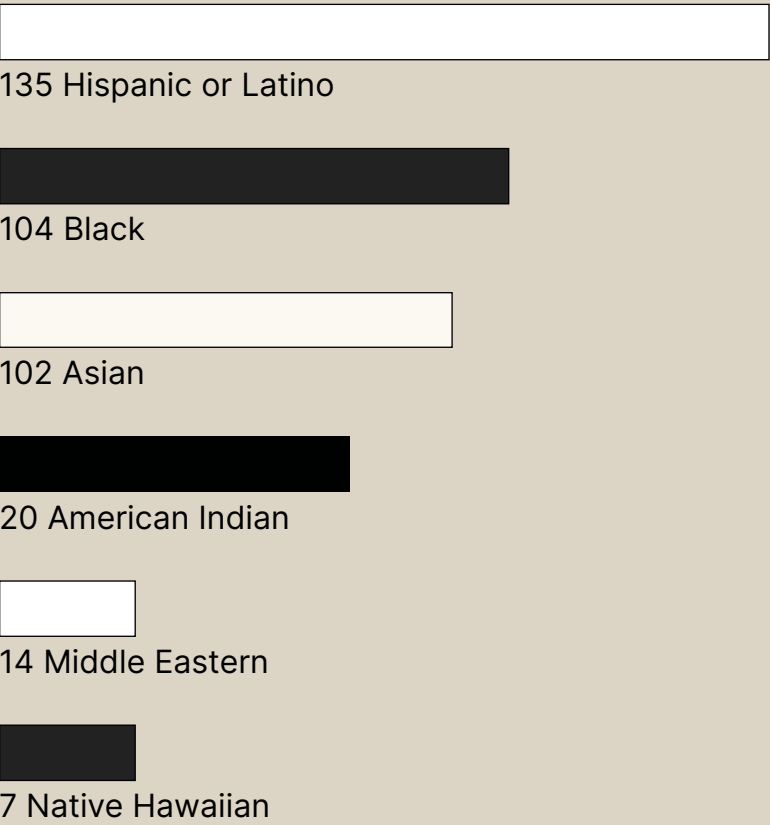 135 Hispanic or Latino
104 Black
102 Asian
20 American Indian
14 Middle Eastern
7 Native Hawaiian